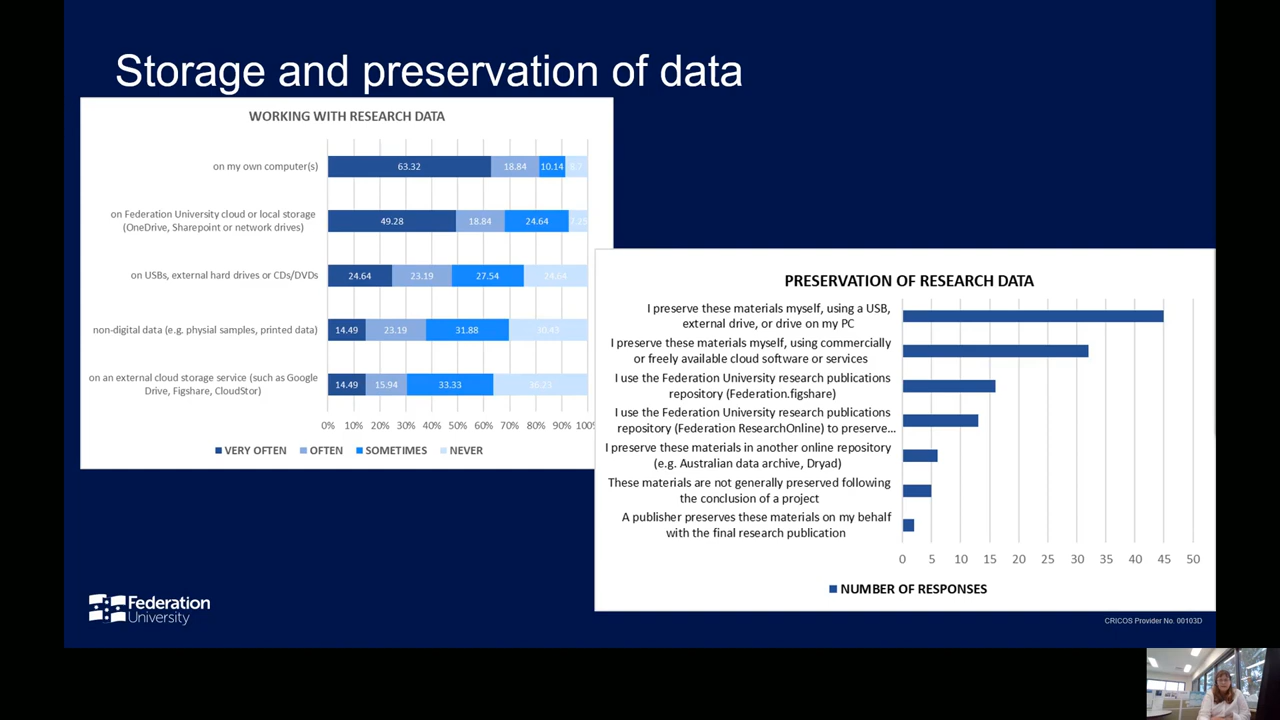 Storage and preservation of data
WORKING WITH RESEARCH DATA
on my own computer(s)
63.32
18.84
10.14
on Federation University cloud or local storage
(OneDrive, Sharepoint or network drives)
49.28
18.84
24.64
7.25
on USBs, external hard drives or CDs/DVDs
24.64
23.19
27.54
24.64
non-digital data (e.g. physial samples, printed data)
14.49
23.19
31.88
30.43
on an external cloud storage service (such as Google
Drive, Figshare, CloudStor)
14.49
15.94
33.33
36.23
0% 10% 20% 30% 40% 50% 60% 70% 80% 90% 100%
VERY OFTEN OFTEN SOMETIMES NEVER
PRESERVATION OF RESEARCH DATA
I preserve these materials myself, using a USB,
external drive, or drive on my PC
I preserve these materials myself, using commercially
or freely available cloud software or services
I use the Federation University research publications
repository (Federation.figshare)
I use the Federation University research publications
repository (Federation ResearchOnline) to preserve...
I preserve these materials in another online repository
(e.g. Australian data archive, Dryad)
These materials are not generally preserved following
the conclusion of a project
A publisher preserves these materials on my behalf
with the final research publication
0 5 10 15 20 25 30 35 40 45 50
NUMBER OF RESPONSES
Federation
University
CRICOS Provider No. 00103D